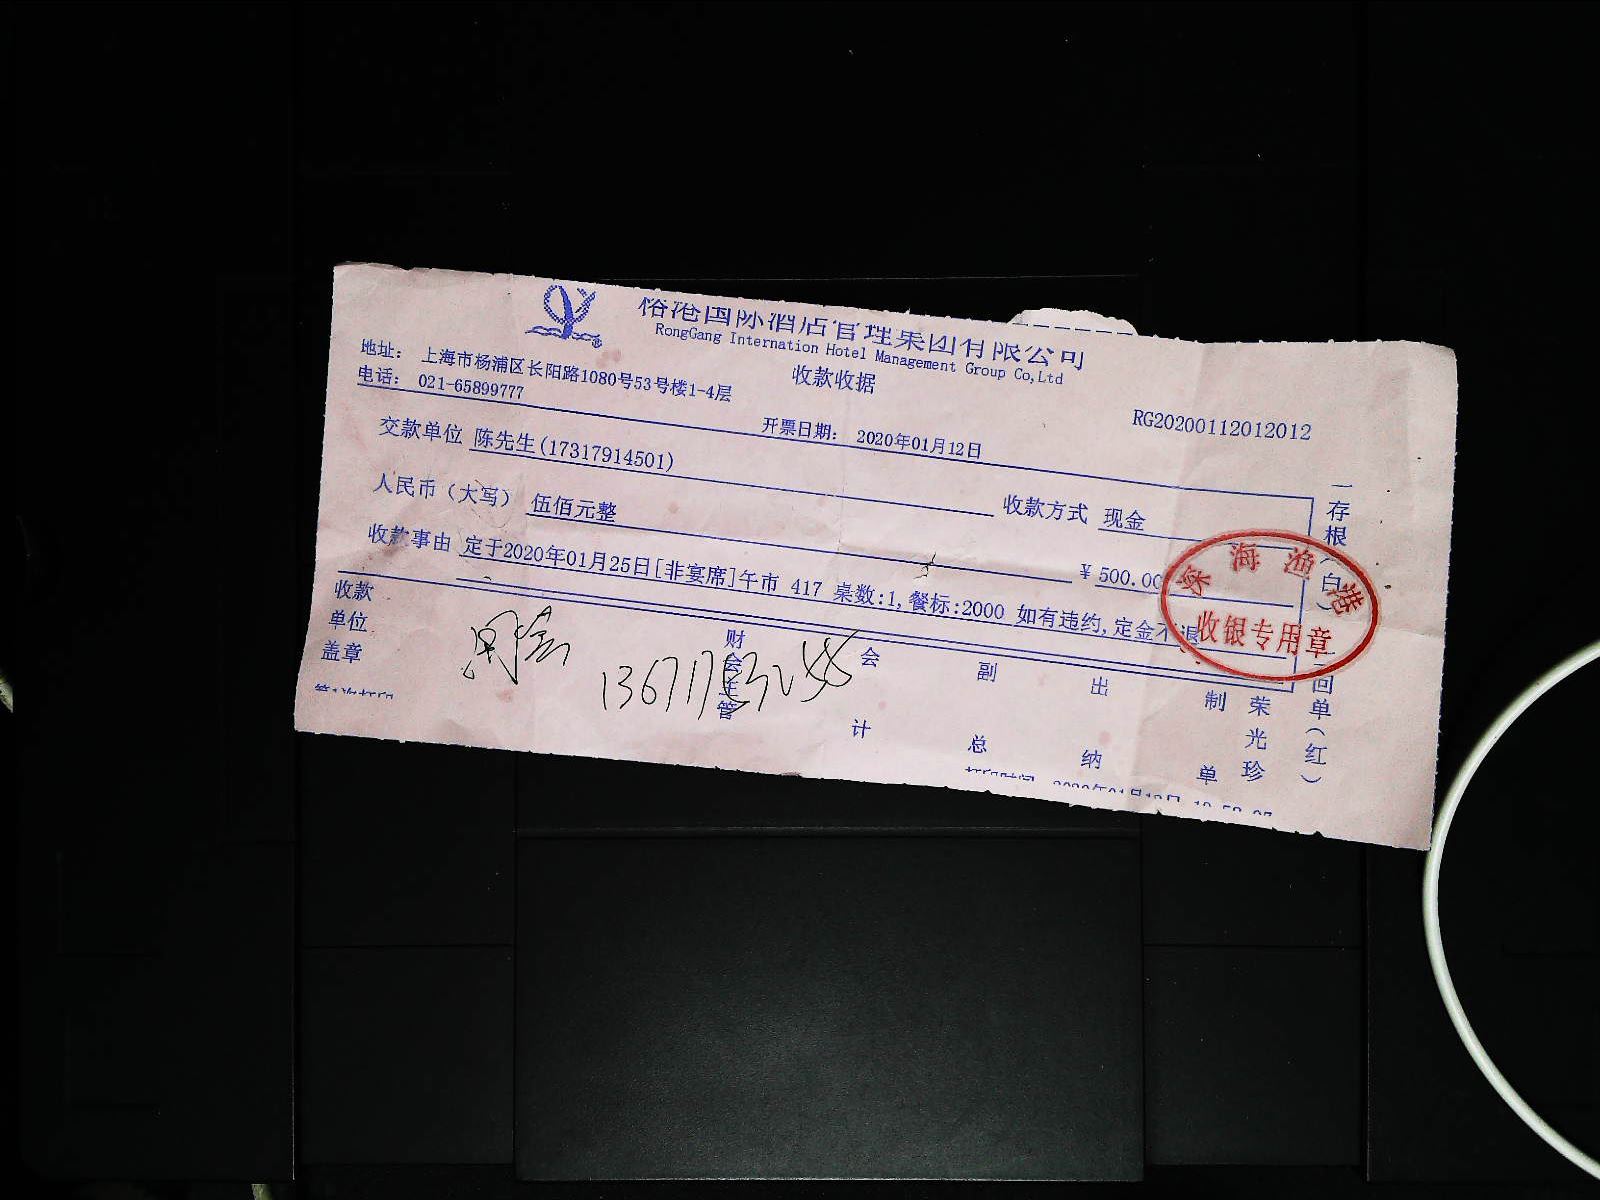 港国际酒店管理集团有限公司
RongGang Internation Hotel Management Group Co,Ltd
收款收据
地址： 上海市杨浦区长阳路1080号53号楼1-4层
电话： 021-65899777
开票日期： 2020年01月12日
RG20200112012012
交款单位 陈先生(17317914501)
收款方式 现金
人民币（大写） 伍佰元整
￥500.00
收款事由 定于2020年01月25日[非宴席]午市 417 桌数:1,餐标:2000 如有违约,定金不退
收款单位盖章
财会主管
会计
副总
出纳
制单
荣光珍
一存根（白）
二回单（红）
深海渔港
收银专用章